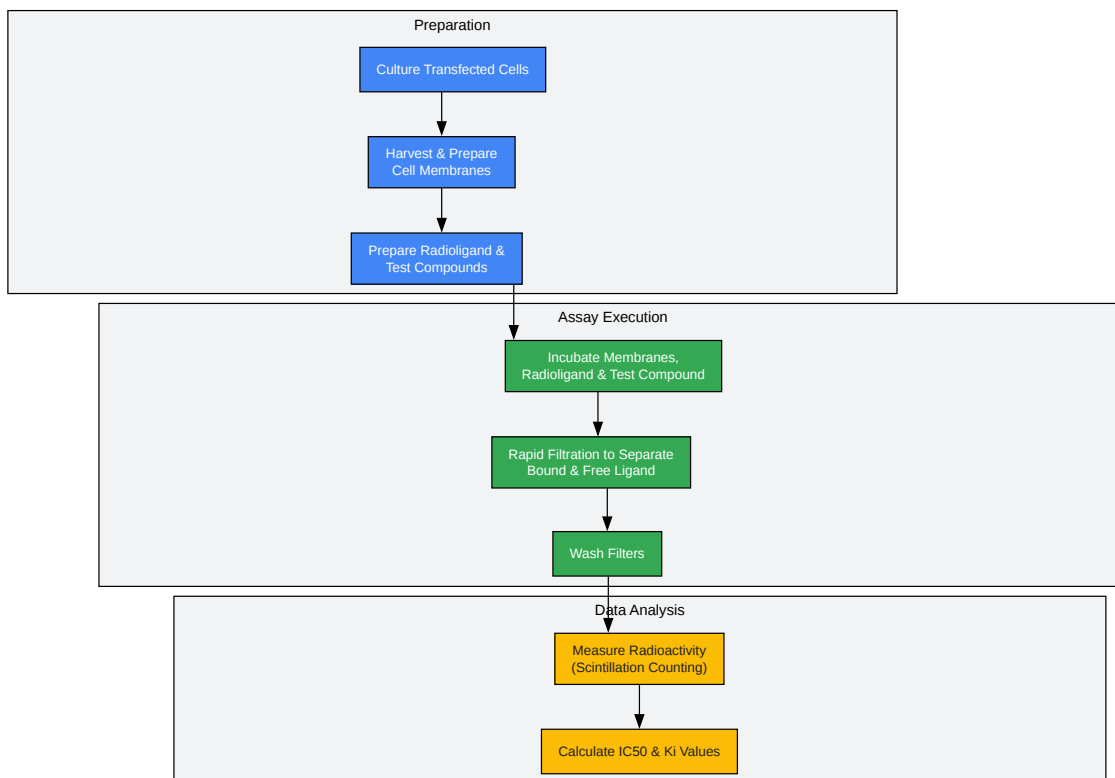 Preparation
Culture Transfected Cells
Harvest & Prepare
Cell Membranes
Prepare Radioligand &
Test Compounds
Assay Execution
Incubate Membranes,
Radioligand & Test Compound
Rapid Filtration to Separate
Bound & Free Ligand
Wash Filters
Data Analysis
Measure Radioactivity
(Scintillation Counting)
Calculate IC50 & Ki Values